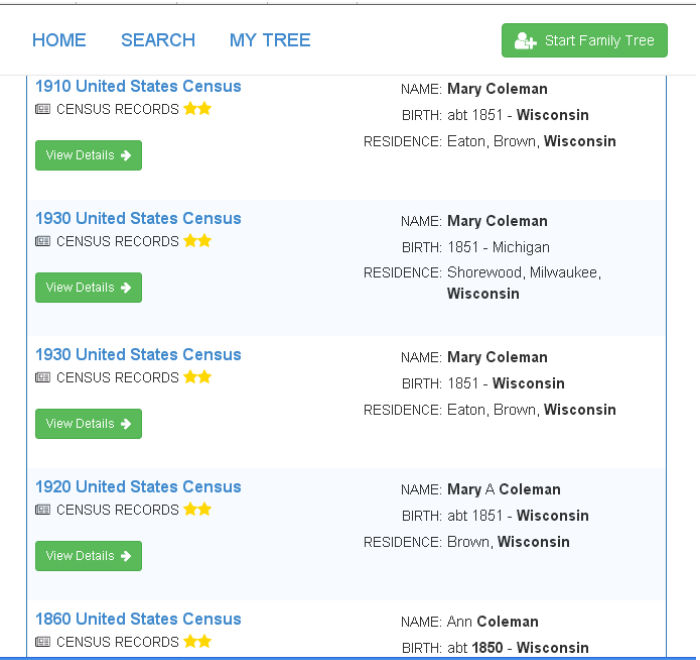 HOME SEARCH MY TREE Start Family Tree
1910 United States Census
CENSUS RECORDS
View Details
NAME: Mary Coleman
BIRTH: abt 1851 - Wisconsin
RESIDENCE: Eaton, Brown, Wisconsin
1930 United States Census
CENSUS RECORDS
View Details
NAME: Mary Coleman
BIRTH: 1851 - Michigan
RESIDENCE: Shorewood, Milwaukee,
Wisconsin
1930 United States Census
CENSUS RECORDS
View Details
NAME: Mary Coleman
BIRTH: 1851 - Wisconsin
RESIDENCE: Eaton, Brown, Wisconsin
1920 United States Census
CENSUS RECORDS
View Details
NAME: Mary A Coleman
BIRTH: abt 1851 - Wisconsin
RESIDENCE: Brown, Wisconsin
1860 United States Census
CENSUS RECORDS
NAME: Ann Coleman
BIRTH: abt 1850 - Wisconsin